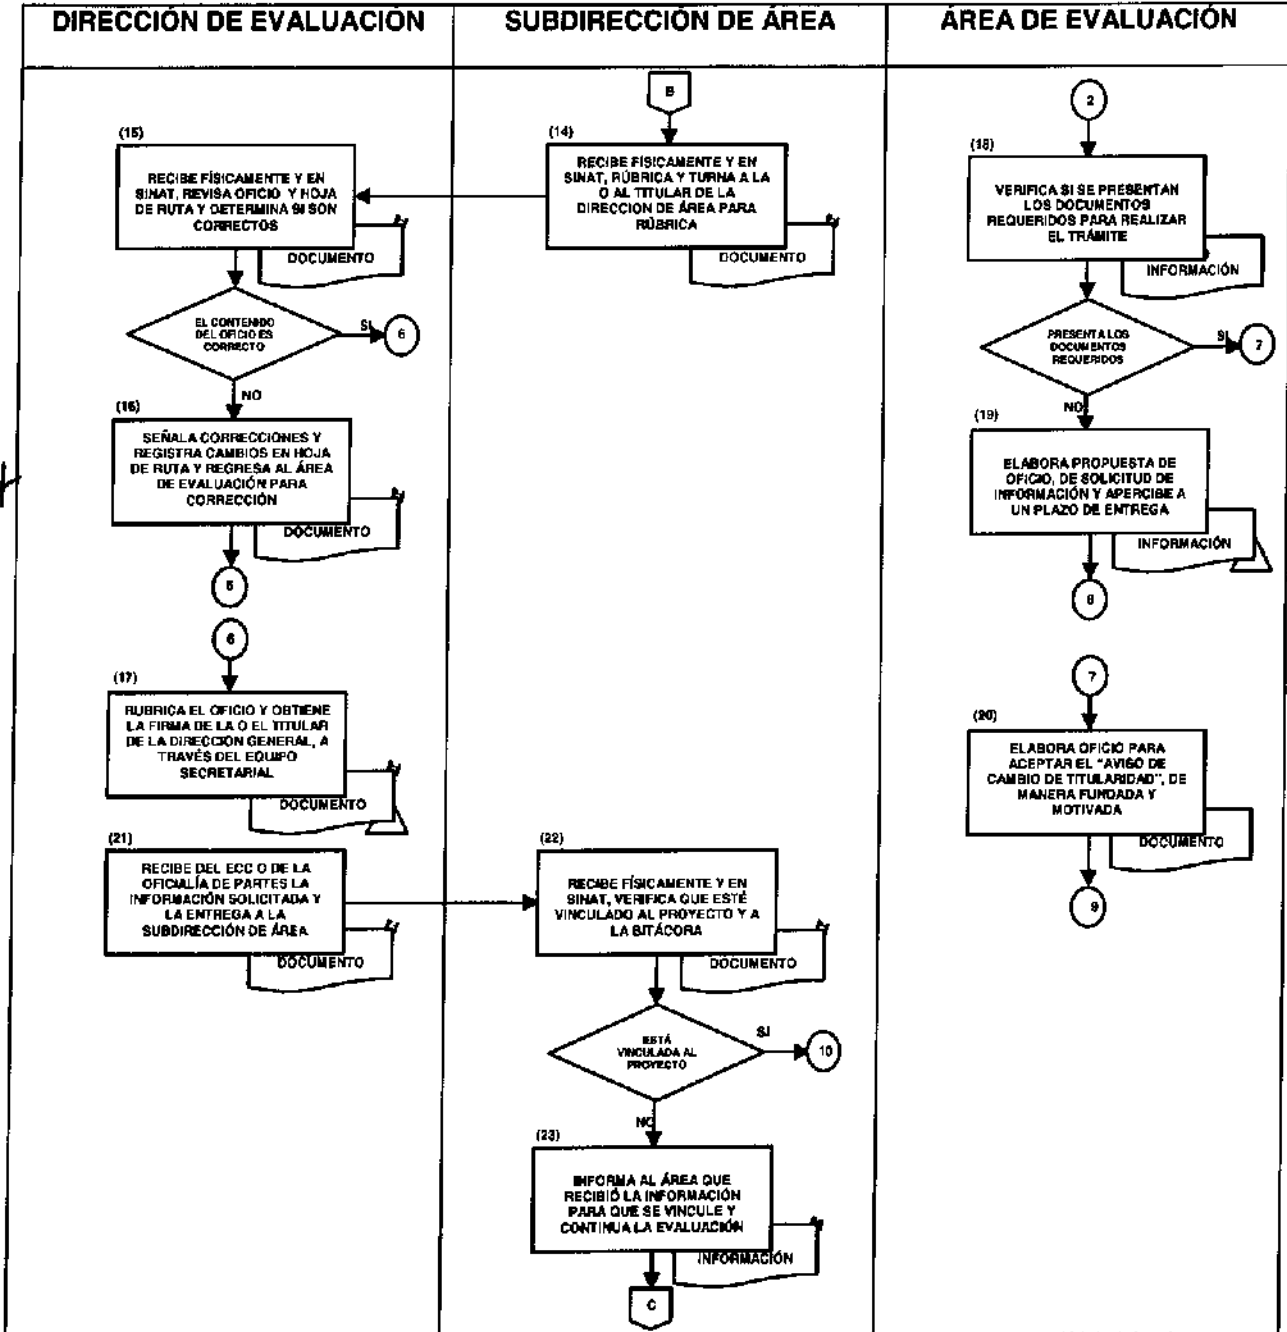 DIRECCIÓN DE EVALUACIÓN
SUBDIRECCIÓN DE ÁREA
ÁREA DE EVALUACIÓN
B
(14)
RECIBE FÍSICAMENTE Y EN
SINAT, RÚBRICA Y TURNA A LA
O AL TITULAR DE LA
DIRECCION DE ÁREA PARA
RÚBRICA
DOCUMENTO
(15)
RECIBE FÍSICAMENTE Y EN
SINAT, REVISA OFICIO Y HOJA
DE RUTA Y DETERMINA SI SON
CORRECTOS
DOCUMENTO
EL CONTENIDO
DEL OFICIO ES
CORRECTO
SI
6
NO
(16)
SEÑALA CORRECCIONES Y
REGISTRA CAMBIOS EN HOJA
DE RUTA Y REGRESA AL ÁREA
DE EVALUACIÓN PARA
CORRECCIÓN
DOCUMENTO
5
6
(17)
RUBRICA EL OFICIO Y OBTIENE
LA FIRMA DE LA O EL TITULAR
DE LA DIRECCIÓN GENERAL, A
TRAVÉS DEL EQUIPO
SECRETARIAL
DOCUMENTO
2
(18)
VERIFICA SI SE PRESENTAN
LOS DOCUMENTOS
REQUERIDOS PARA REALIZAR
EL TRÁMITE
INFORMACIÓN
PRESENTA LOS
DOCUMENTOS
REQUERIDOS
SI
7
NO
(19)
ELABORA PROPUESTA DE
OFICIO, DE SOLICITUD DE
INFORMACIÓN Y APERCIBE A
UN PLAZO DE ENTREGA
INFORMACIÓN
8
7
(20)
ELABORA OFICIO PARA
ACEPTAR EL "AVISO DE
CAMBIO DE TITULARIDAD", DE
MANERA FUNDADA Y
MOTIVADA
DOCUMENTO
9
(21)
RECIBE DEL ECC O DE LA
OFICIALÍA DE PARTES LA
INFORMACIÓN SOLICITADA Y
LA ENTREGA A LA
SUBDIRECCIÓN DE ÁREA
DOCUMENTO
(22)
RECIBE FÍSICAMENTE Y EN
SINAT, VERIFICA QUE ESTÉ
VINCULADO AL PROYECTO Y A
LA BITÁCORA
DOCUMENTO
ESTÁ
VINCULADA AL
PROYECTO
SI
10
NO
(23)
INFORMA AL ÁREA QUE
RECIBIÓ LA INFORMACIÓN
PARA QUE SE VINCULE Y
CONTINUA LA EVALUACIÓN
INFORMACIÓN
C